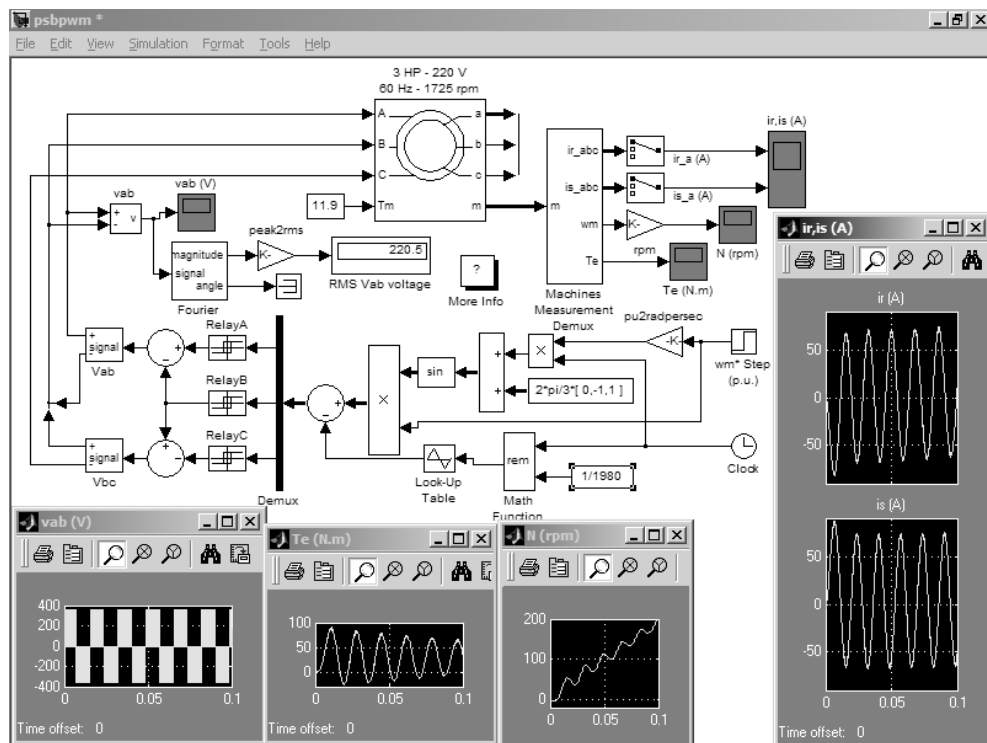 psbpwm *
File Edit View Simulation Format Tools Help
3 HP - 220 V
60 Hz - 1725 rpm
A
B
C
Tm
a
b
c
m
11.9
m
ir_abc
is_abc
wm
Te
Machines
Measurement
Demux
ir_a (A)
is_a (A)
ir,is (A)
K-
rpm
N (rpm)
Te (N.m)
vab
+
-
v
vab (V)
magnitude
signal
angle
Fourier
peak2rms
K-
220.5
RMS Vab voltage
?
More Info
pu2radpersec
-K-
wm* Step
(p.u.)
+
signal
-
Vab
−
+
RelayA
RelayB
RelayC
+
−
+
signal
-
Vbc
Demux
+
−
×
sin
+
+
×
2*pi/3*[ 0,-1,1 ]
Look-Up
Table
rem
Math
Function
1/1980
Clock
vab (V)
400
200
0
-200
-400
0 0.05 0.1
Time offset: 0
Te (N.m)
100
50
0
0 0.05 0.1
Time offset: 0
N (rpm)
200
100
0
0 0.05 0.1
Time offset: 0
ir,is (A)
ir (A)
50
0
-50
is (A)
50
0
-50
0 0.05 0.1
Time offset: 0